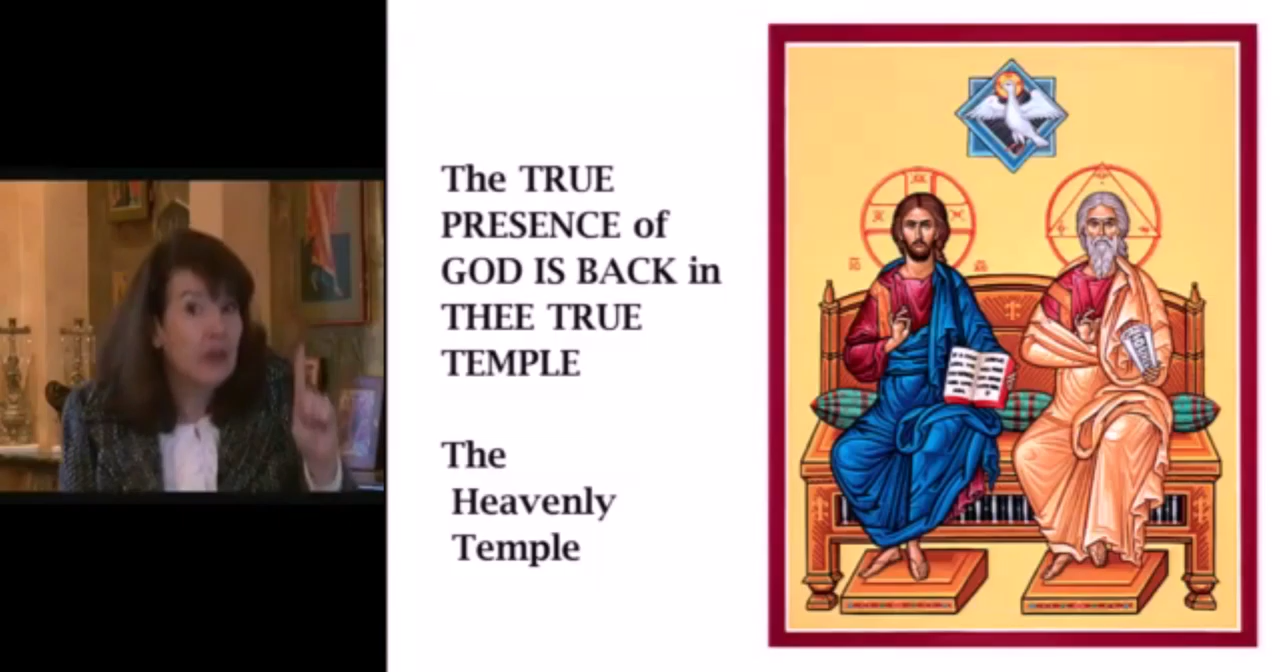 The TRUE
PRESENCE of
GOD IS BACK in
THEE TRUE
TEMPLE
The
Heavenly
Temple